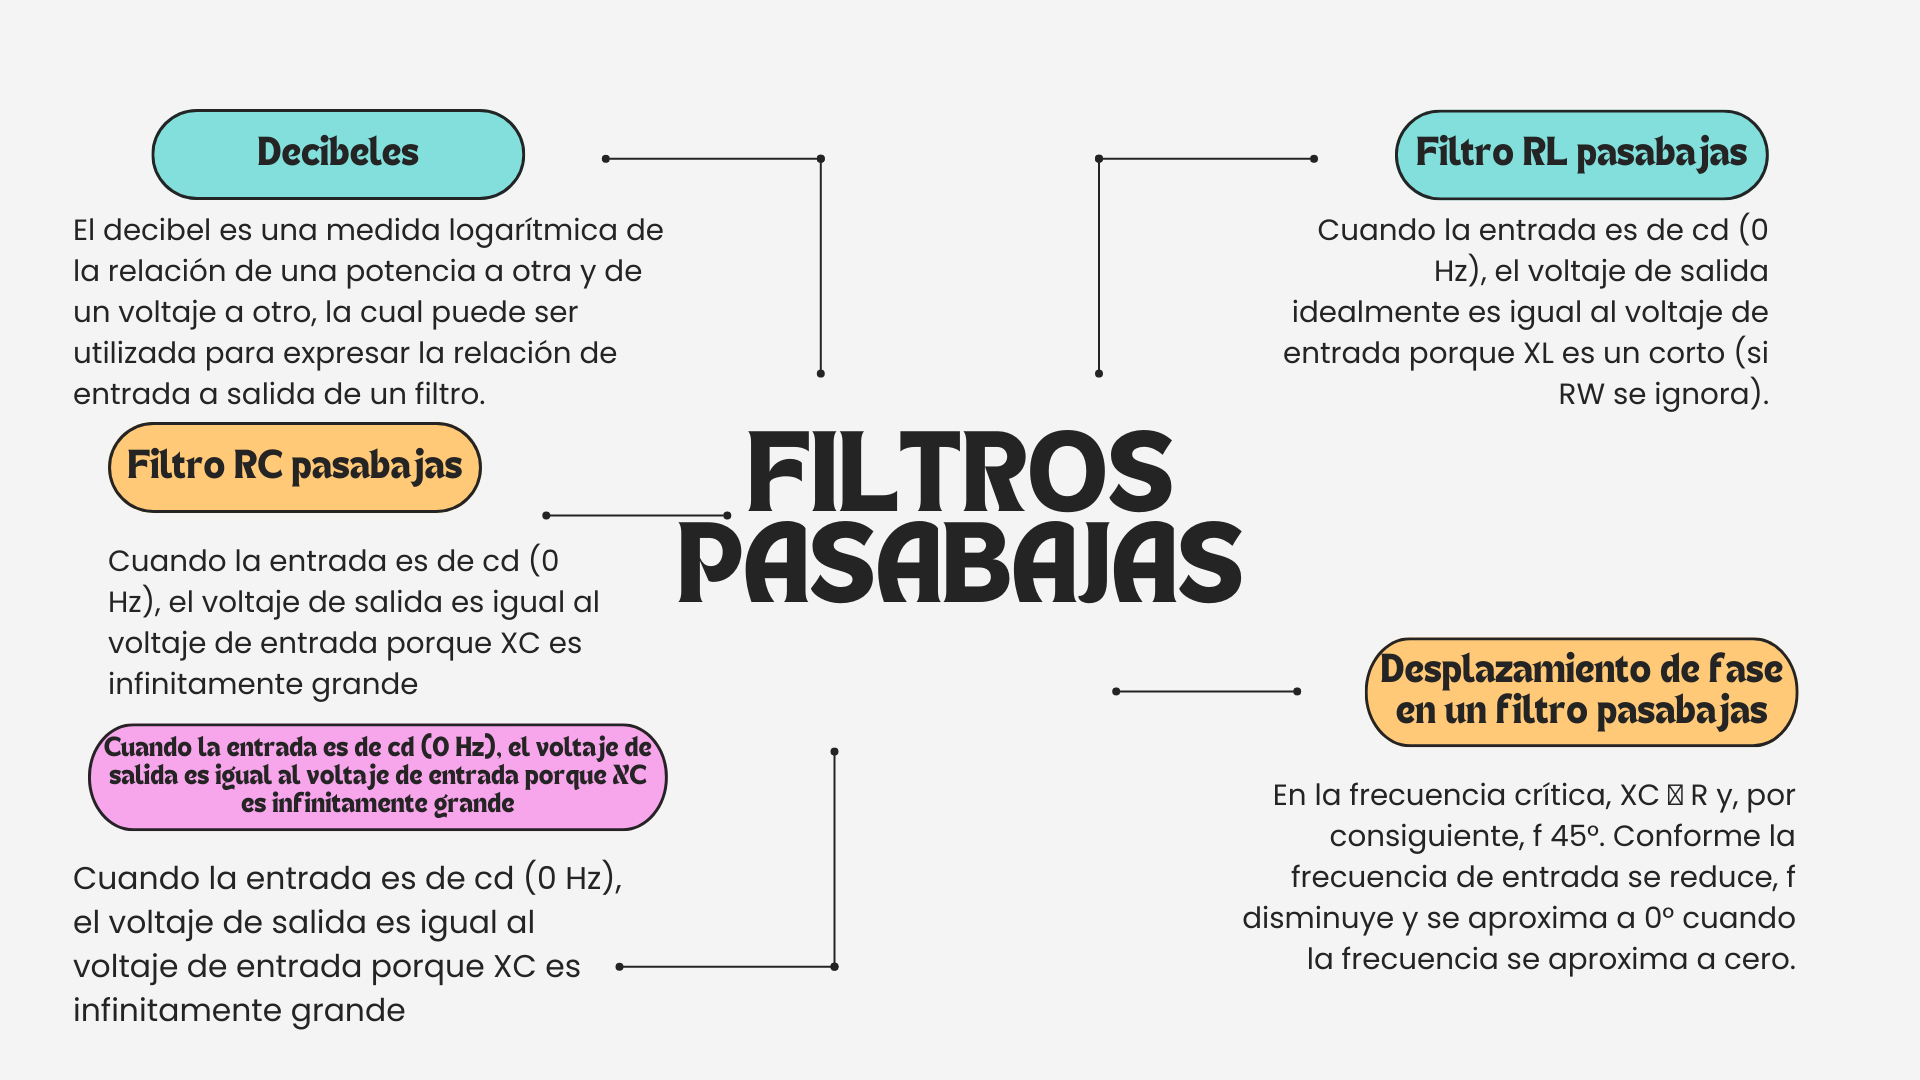 Decibeles
El decibel es una medida logarítmica de
la relación de una potencia a otra y de
un voltaje a otro, la cual puede ser
utilizada para expresar la relación de
entrada a salida de un filtro.
Filtro RC pasabajas
Cuando la entrada es de cd (0
Hz), el voltaje de salida es igual al
voltaje de entrada porque XC es
infinitamente grande
Cuando la entrada es de cd (0 Hz), el voltaje de
salida es igual al voltaje de entrada porque XC
es infinitamente grande
Cuando la entrada es de cd (0 Hz),
el voltaje de salida es igual al
voltaje de entrada porque XC es
infinitamente grande
FILTROS
PASABAJAS
Filtro RL pasabajas
Cuando la entrada es de cd (0
Hz), el voltaje de salida
idealmente es igual al voltaje de
entrada porque XL es un corto (si
RW se ignora).
Desplazamiento de fase
en un filtro pasabajas
En la frecuencia crítica, XC  R y, por
consiguiente, f 45°. Conforme la
frecuencia de entrada se reduce, f
disminuye y se aproxima a 0° cuando
la frecuencia se aproxima a cero.